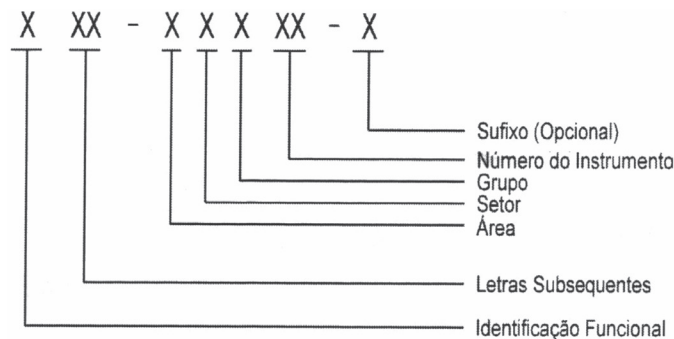 X XX - X X X XX - X
Sufixo (Opcional)
Número do Instrumento
Grupo
Setor
Área
Letras Subsequentes
Identificação Funcional